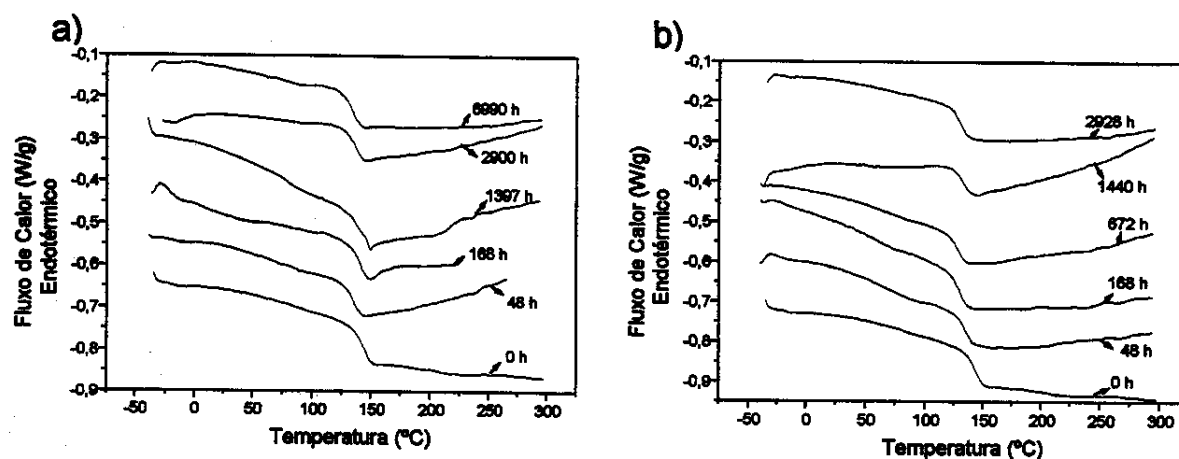 a)
Fluxo de Calor (W/g)
Endotérmico
-0,1
-0,2
-0,3
-0,4
-0,5
-0,6
-0,7
-0,8
-0,9
6990 h
2900 h
1397 h
168 h
48 h
0 h
-50
0
50
100
150
200
250
300
Temperatura (ºC)
b)
Fluxo de Calor (W/g)
Endotérmico
-0,1
-0,2
-0,3
-0,4
-0,5
-0,6
-0,7
-0,8
-0,9
2928 h
1440 h
672 h
168 h
48 h
0 h
-50
0
50
100
150
200
250
300
Temperatura (ºC)